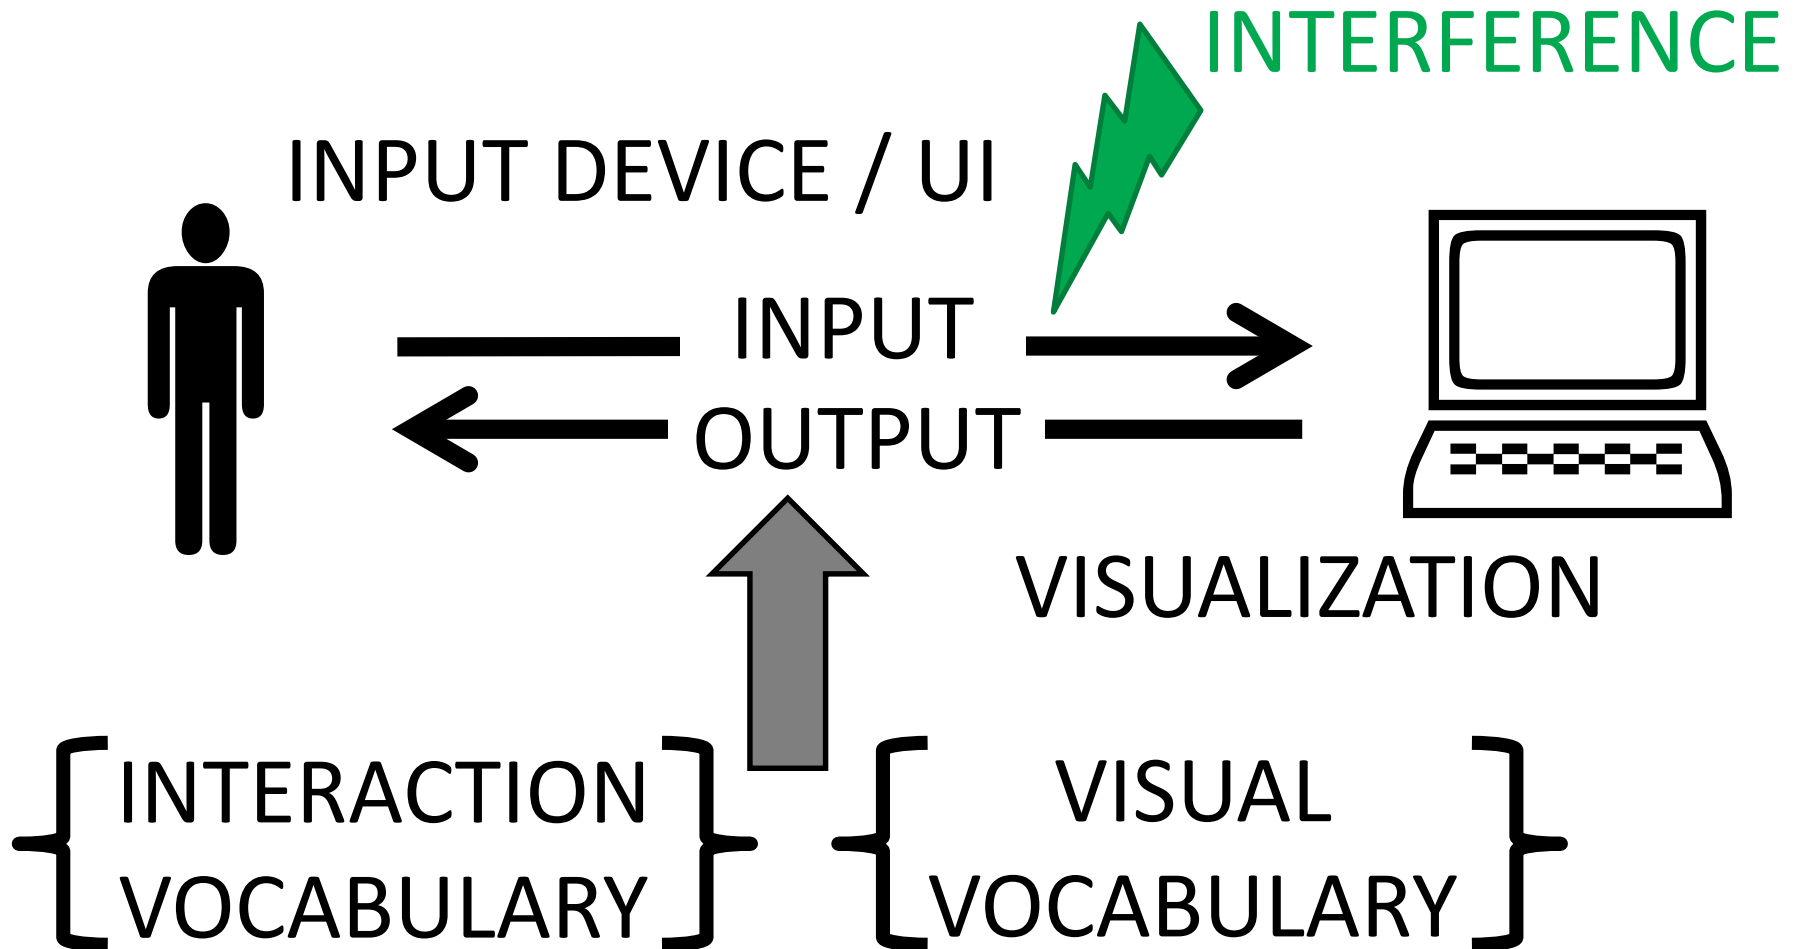 INTERFERENCE
INPUT DEVICE / UI
INPUT
OUTPUT
VISUALIZATION
INTERACTION
VOCABULARY
VISUAL
VOCABULARY